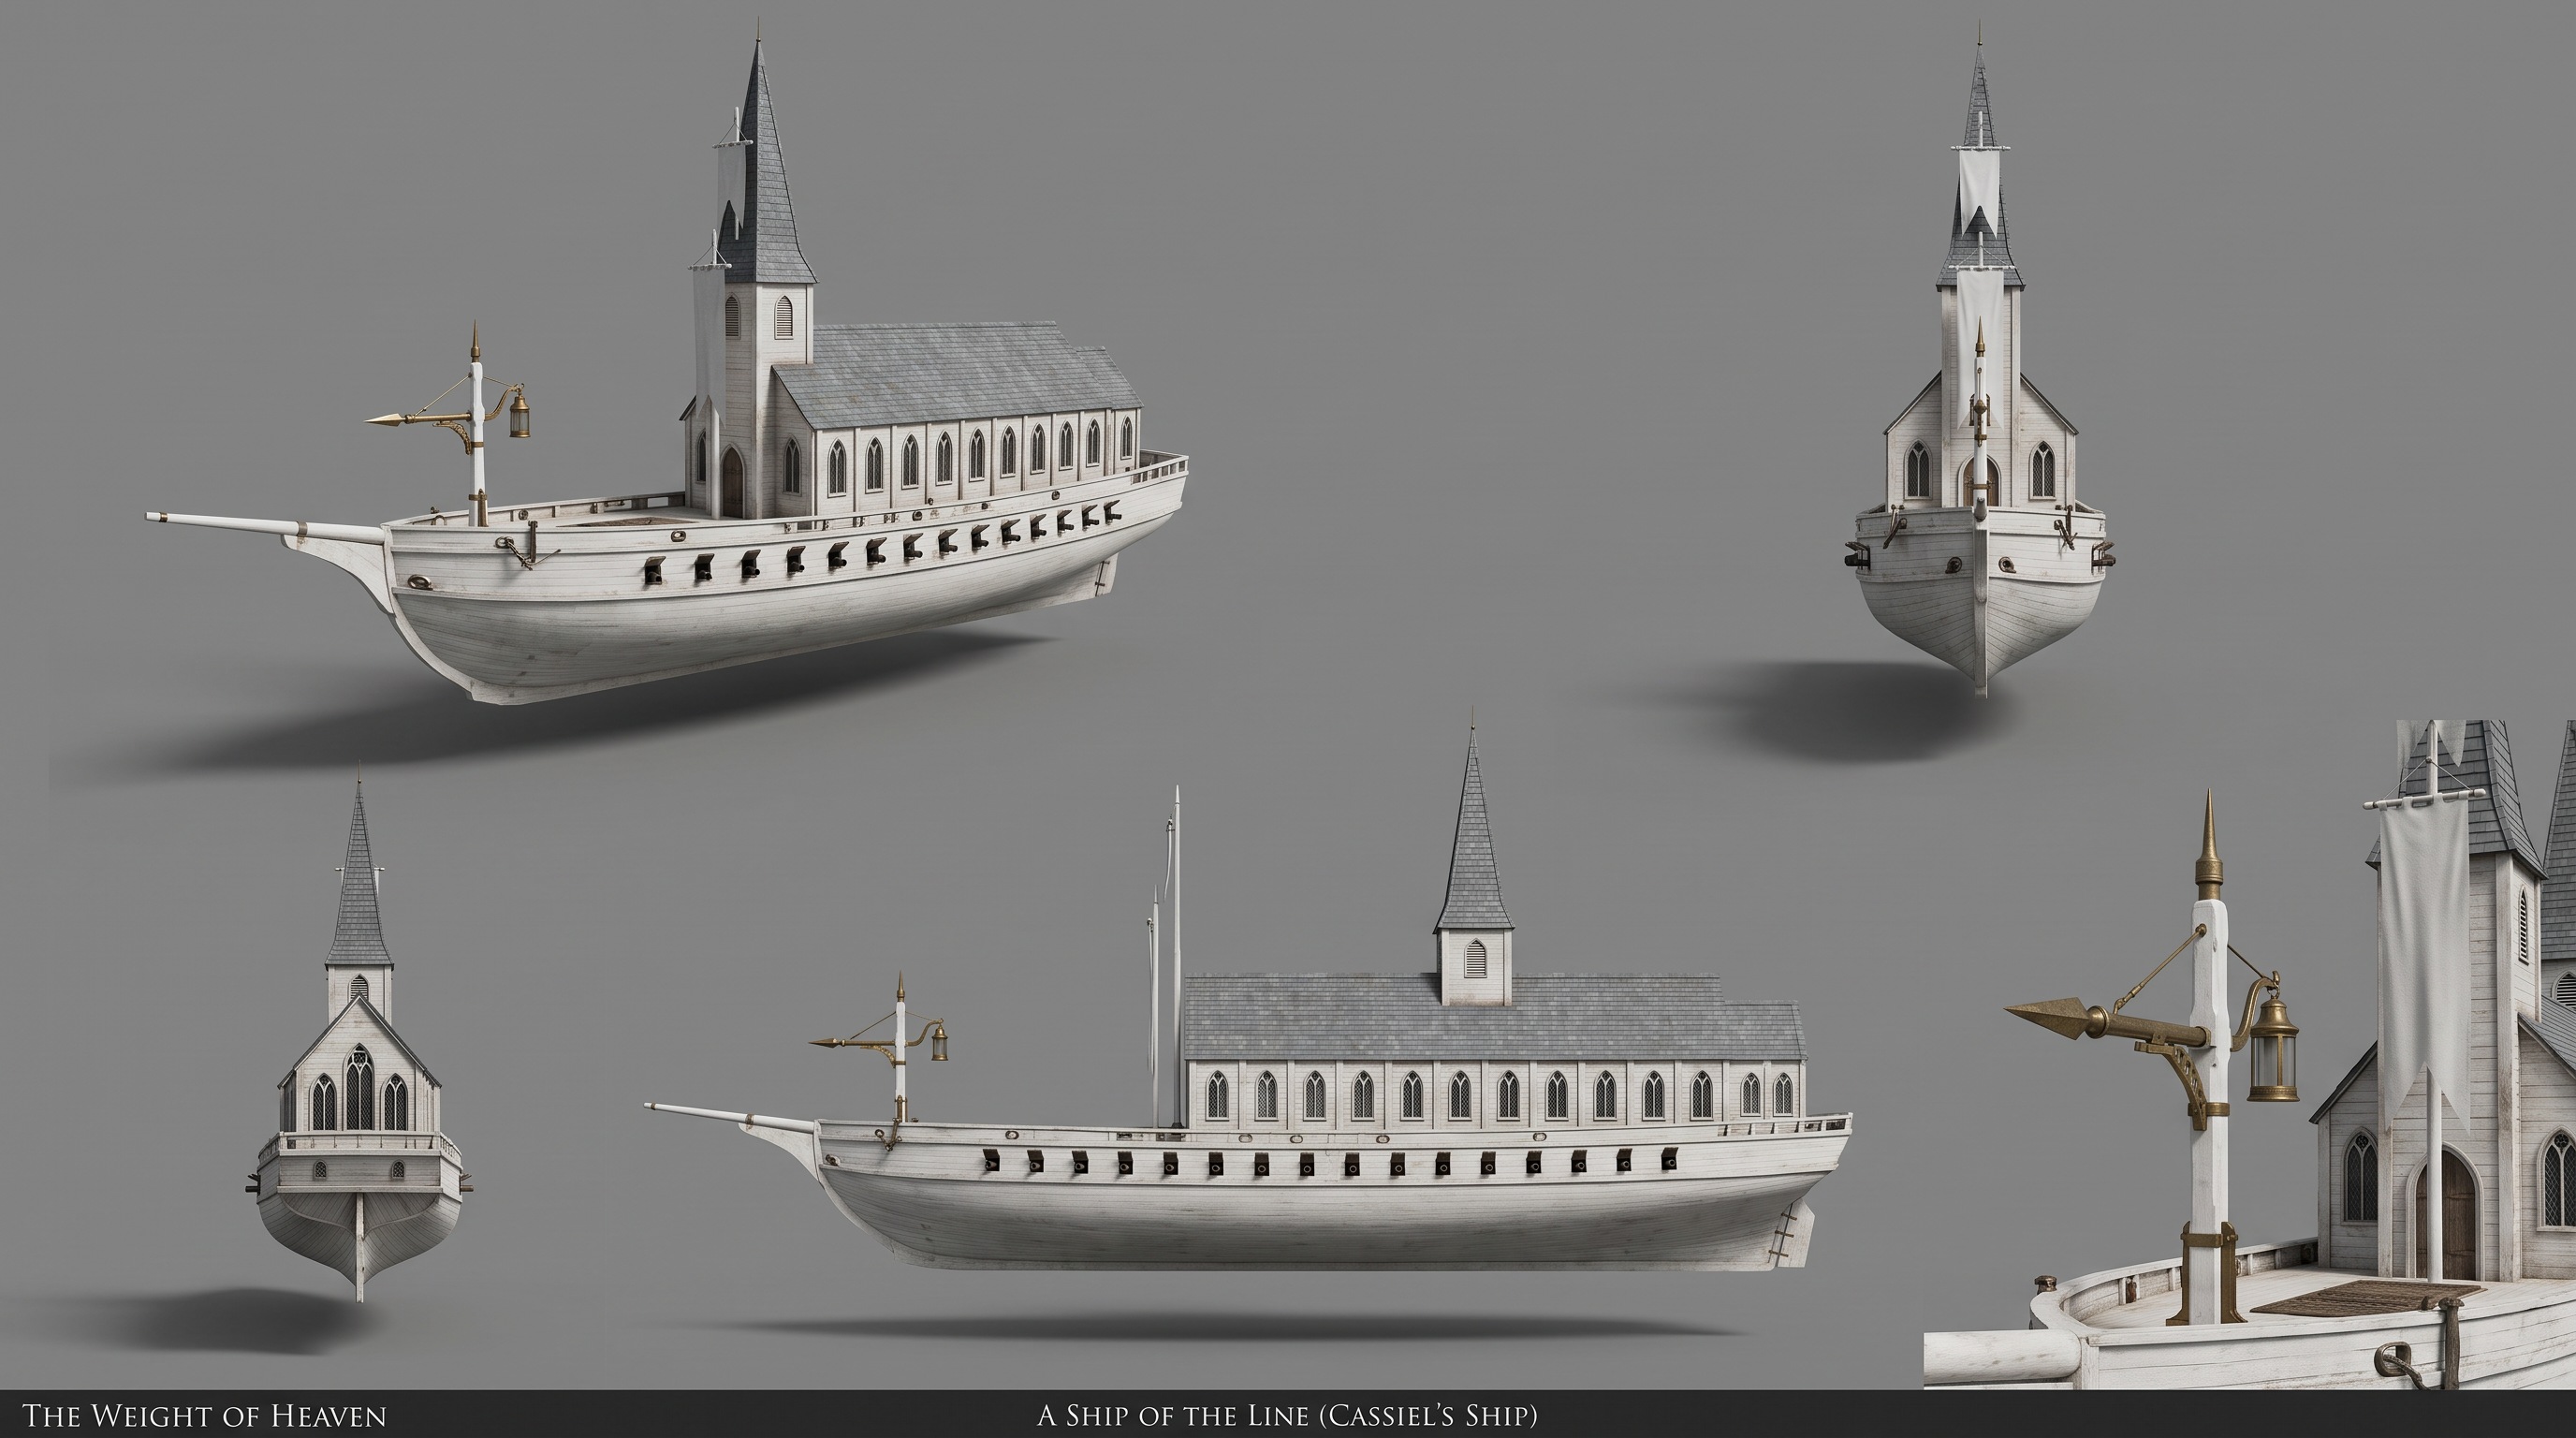 THE WEIGHT OF HEAVEN
A SHIP OF THE LINE (CASSIEL'S SHIP)